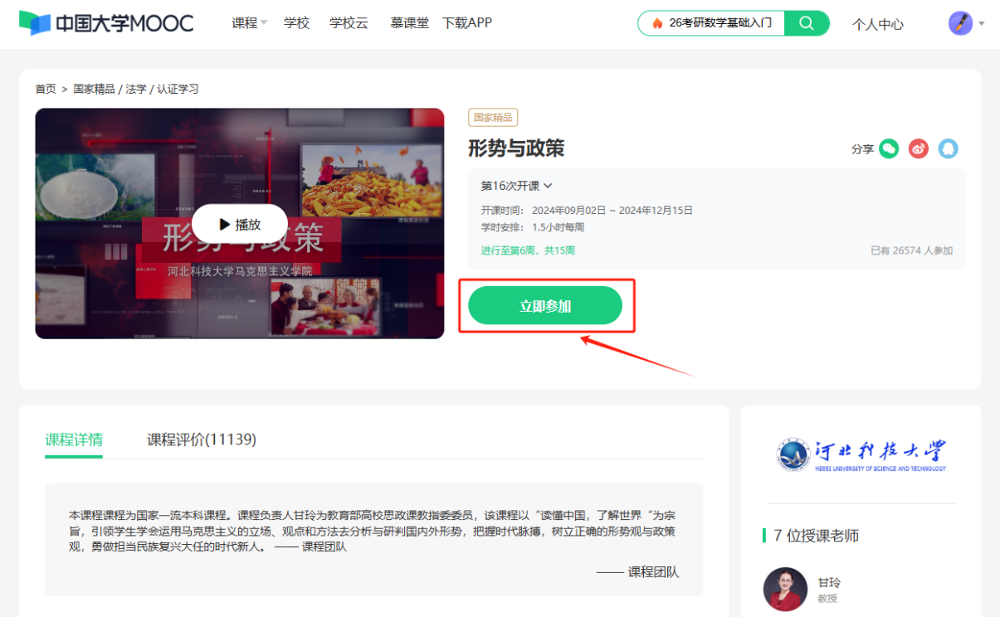 中国大学MOOC
课程 学校 学校云 慕课堂 下载APP
26考研数学基础入门
个人中心
首页 > 国家精品 / 法学 / 认证学习
播放
形势与政策
河北科技大学马克思主义学院
国家精品
形势与政策
分享
第16次开课
开课时间： 2024年09月02日 ~ 2024年12月15日
学时安排： 1.5小时每周
进行至第6周，共15周
已有 26574 人参加
立即参加
课程详情 课程评价(11139)
本课程课程为国家一流本科课程。课程负责人甘玲为教育部高校思政课教指委委员，该课程以“读懂中国，了解世界 “为宗
旨，引领学生学会运用马克思主义的立场、观点和方法去分析与研判国内外形势，把握时代脉搏，树立正确的形势观与政策
观，勇做担当民族复兴大任的时代新人。 —— 课程团队
—— 课程团队
河北科技大学
HEBEI UNIVERSITY OF SCIENCE AND TECHNOLOGY
7 位授课老师
甘玲
教授